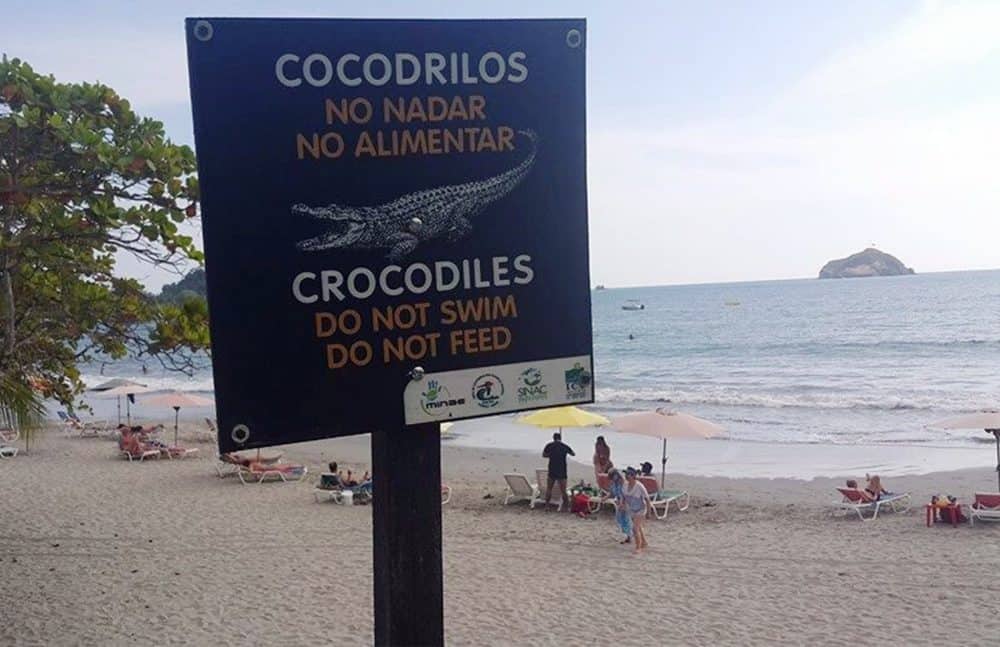 COCODRILOS
NO NADAR
NO ALIMENTAR
CROCODILES
DO NOT SWIM
DO NOT FEED
minae
SINAC